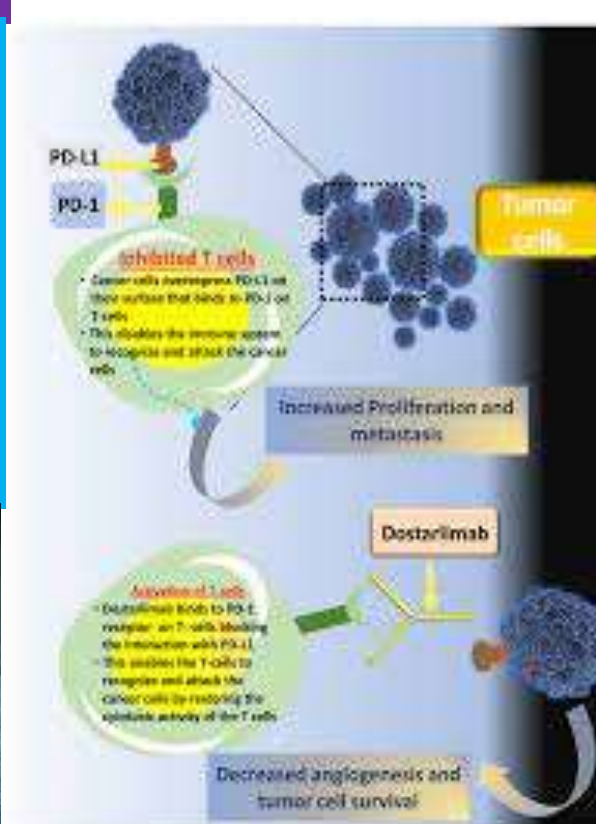 PD-L1
PD-1
Tumor
cells
Inhibited T cells
• Cancer cells overexpress PD-L1 on
their surface that binds to PD-1 on
T cells
• This disables the immune system
to recognize and attack the cancer
cells
Increased Proliferation and
metastasis
Dostarlimab
Activation of T cells
• Dostarlimab binds to PD-1
receptor on T- cells blocking
the interaction with PD-L1
• This enables the T-cells to
recognize and attack the
cancer cells by restoring the
cytotoxic activity of the T cells
Decreased angiogenesis and
tumor cell survival